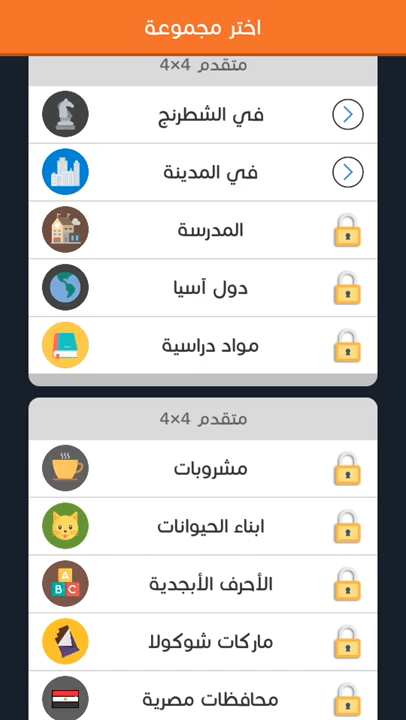 اختر مجموعة
متقدم 4×4
في الشطرنج
في المدينة
المدرسة
دول آسيا
مواد دراسية
متقدم 4×4
مشروبات
ابناء الحيوانات
الأحرف الأبجدية
A
B C
ماركات شوكولا
محافظات مصرية